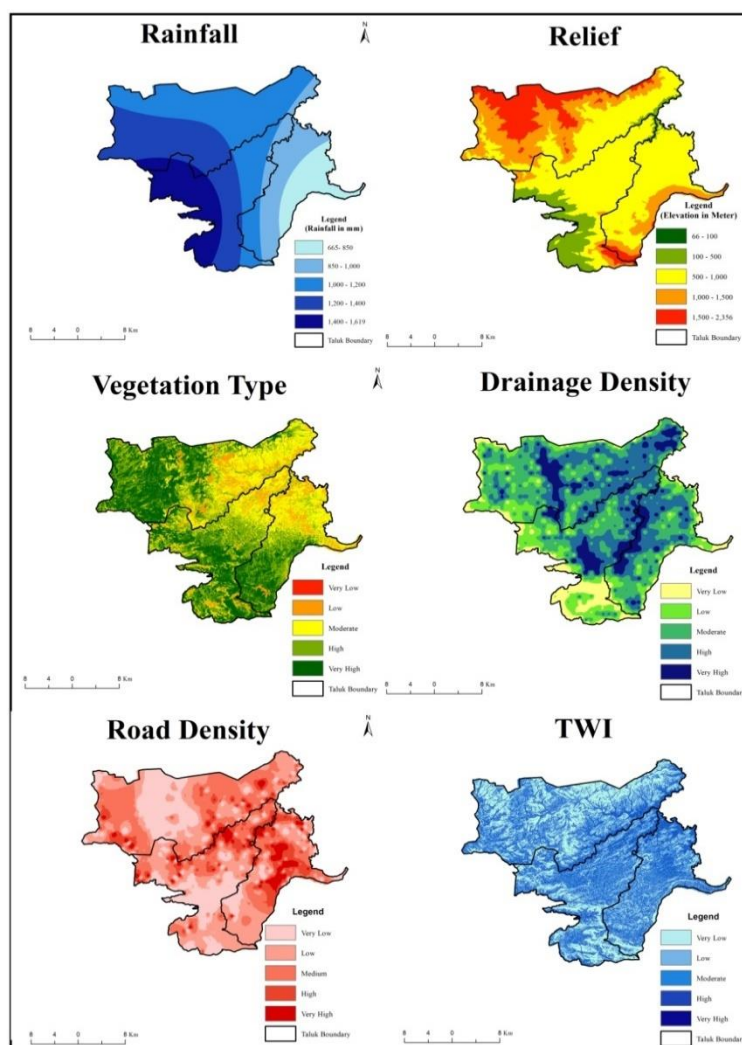 Rainfall
N
Relief
Legend
(Rainfall in mm)
665- 850
850 - 1,000
1,000 - 1,200
1,200 - 1,400
1,400 - 1,619
Taluk Boundary
8 4 0 8 Km
Legend
(Elevation in Meter)
66 - 100
100 - 500
500 - 1,000
1,000 - 1,500
1,500 - 2,356
Taluk Boundary
8 4 0 8 Km
Vegetation Type
N
Drainage Density
Legend
Very Low
Low
Moderate
High
Very High
Taluk Boundary
8 4 0 8 Km
Legend
Very Low
Low
Moderate
High
Very High
Taluk Boundary
8 4 0 8 Km
Road Density
N
TWI
Legend
Very Low
Low
Medium
High
Very High
Taluk Boundary
8 4 0 8 Km
Legend
Very Low
Low
Moderate
High
Very High
Taluk Boundary
8 4 0 8 Km